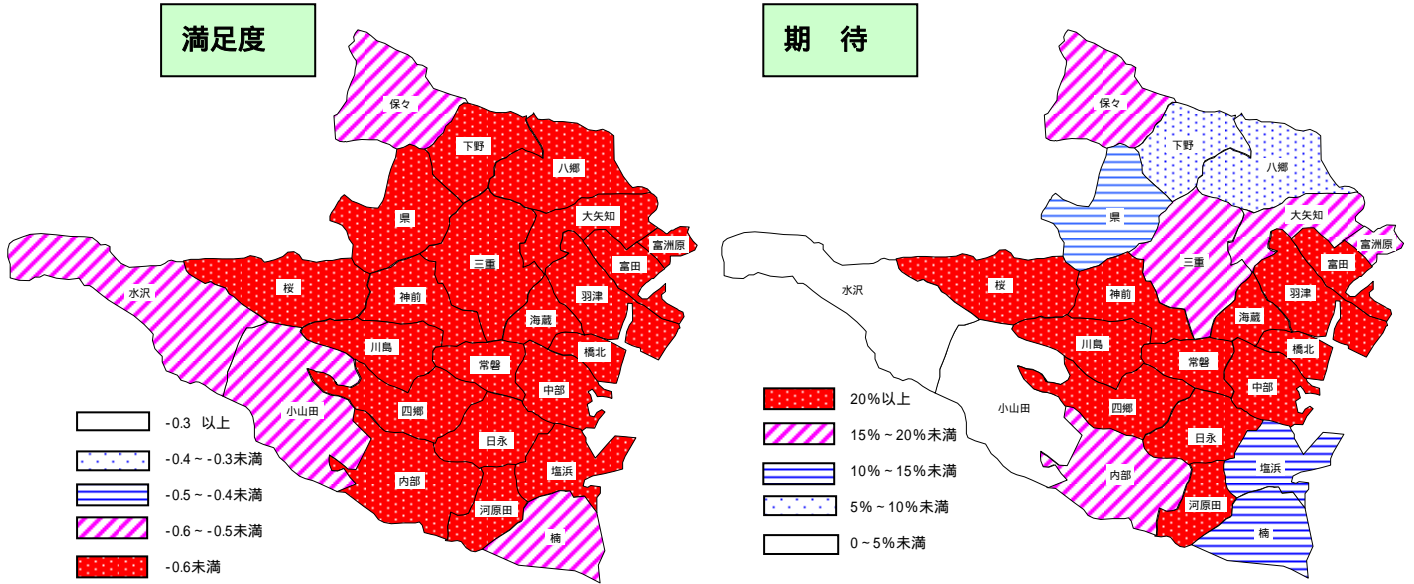 満足度
保々
下野
八郷
県
大矢知
富洲原
三重
富田
水沢
桜
神前
羽津
海蔵
川島
橋北
常磐
中部
小山田
四郷
日永
塩浜
内部
河原田
楠
-0.3 以上
-0.4～-0.3未満
-0.5～-0.4未満
-0.6～-0.5未満
-0.6未満
期 待
保々
下野
八郷
県
大矢知
富洲原
三重
富田
水沢
桜
神前
羽津
海蔵
川島
橋北
常磐
中部
小山田
四郷
日永
塩浜
内部
河原田
楠
20%以上
15%～20%未満
10%～15%未満
5%～10%未満
0～5%未満